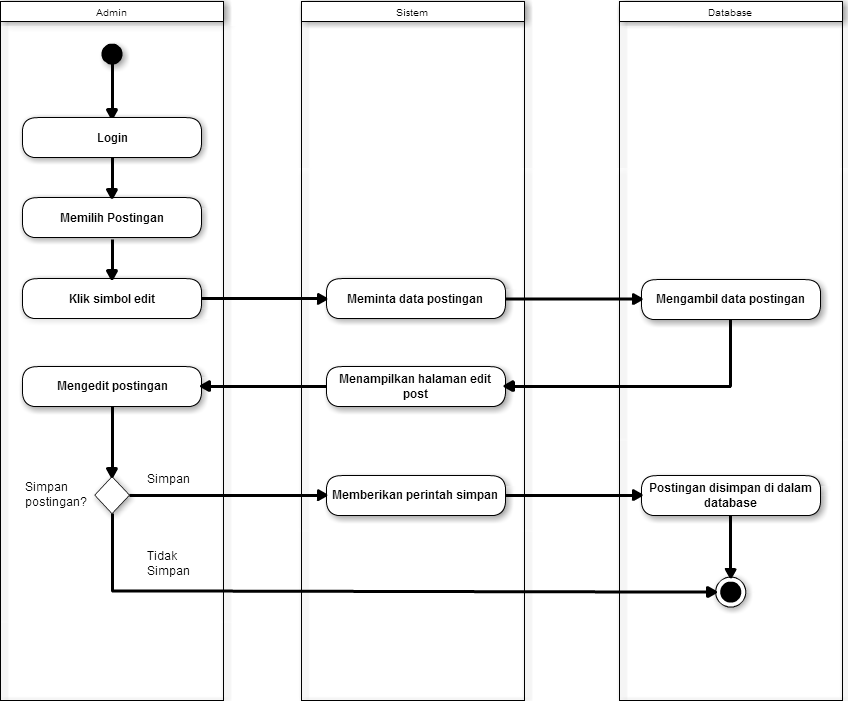 Admin
Sistem
Database
Login
Memilih Postingan
Klik simbol edit
Meminta data postingan
Mengambil data postingan
Mengedit postingan
Menampilkan halaman edit
post
Simpan
postingan?
Simpan
Memberikan perintah simpan
Postingan disimpan di dalam
database
Tidak
Simpan